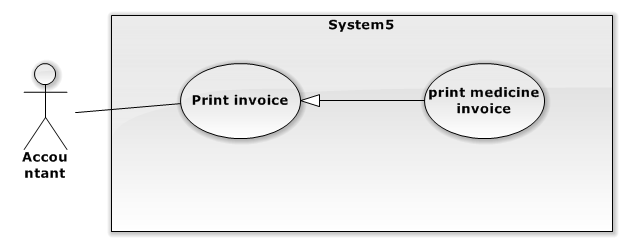 System5
Print invoice
print medicine
invoice
Accou
ntant